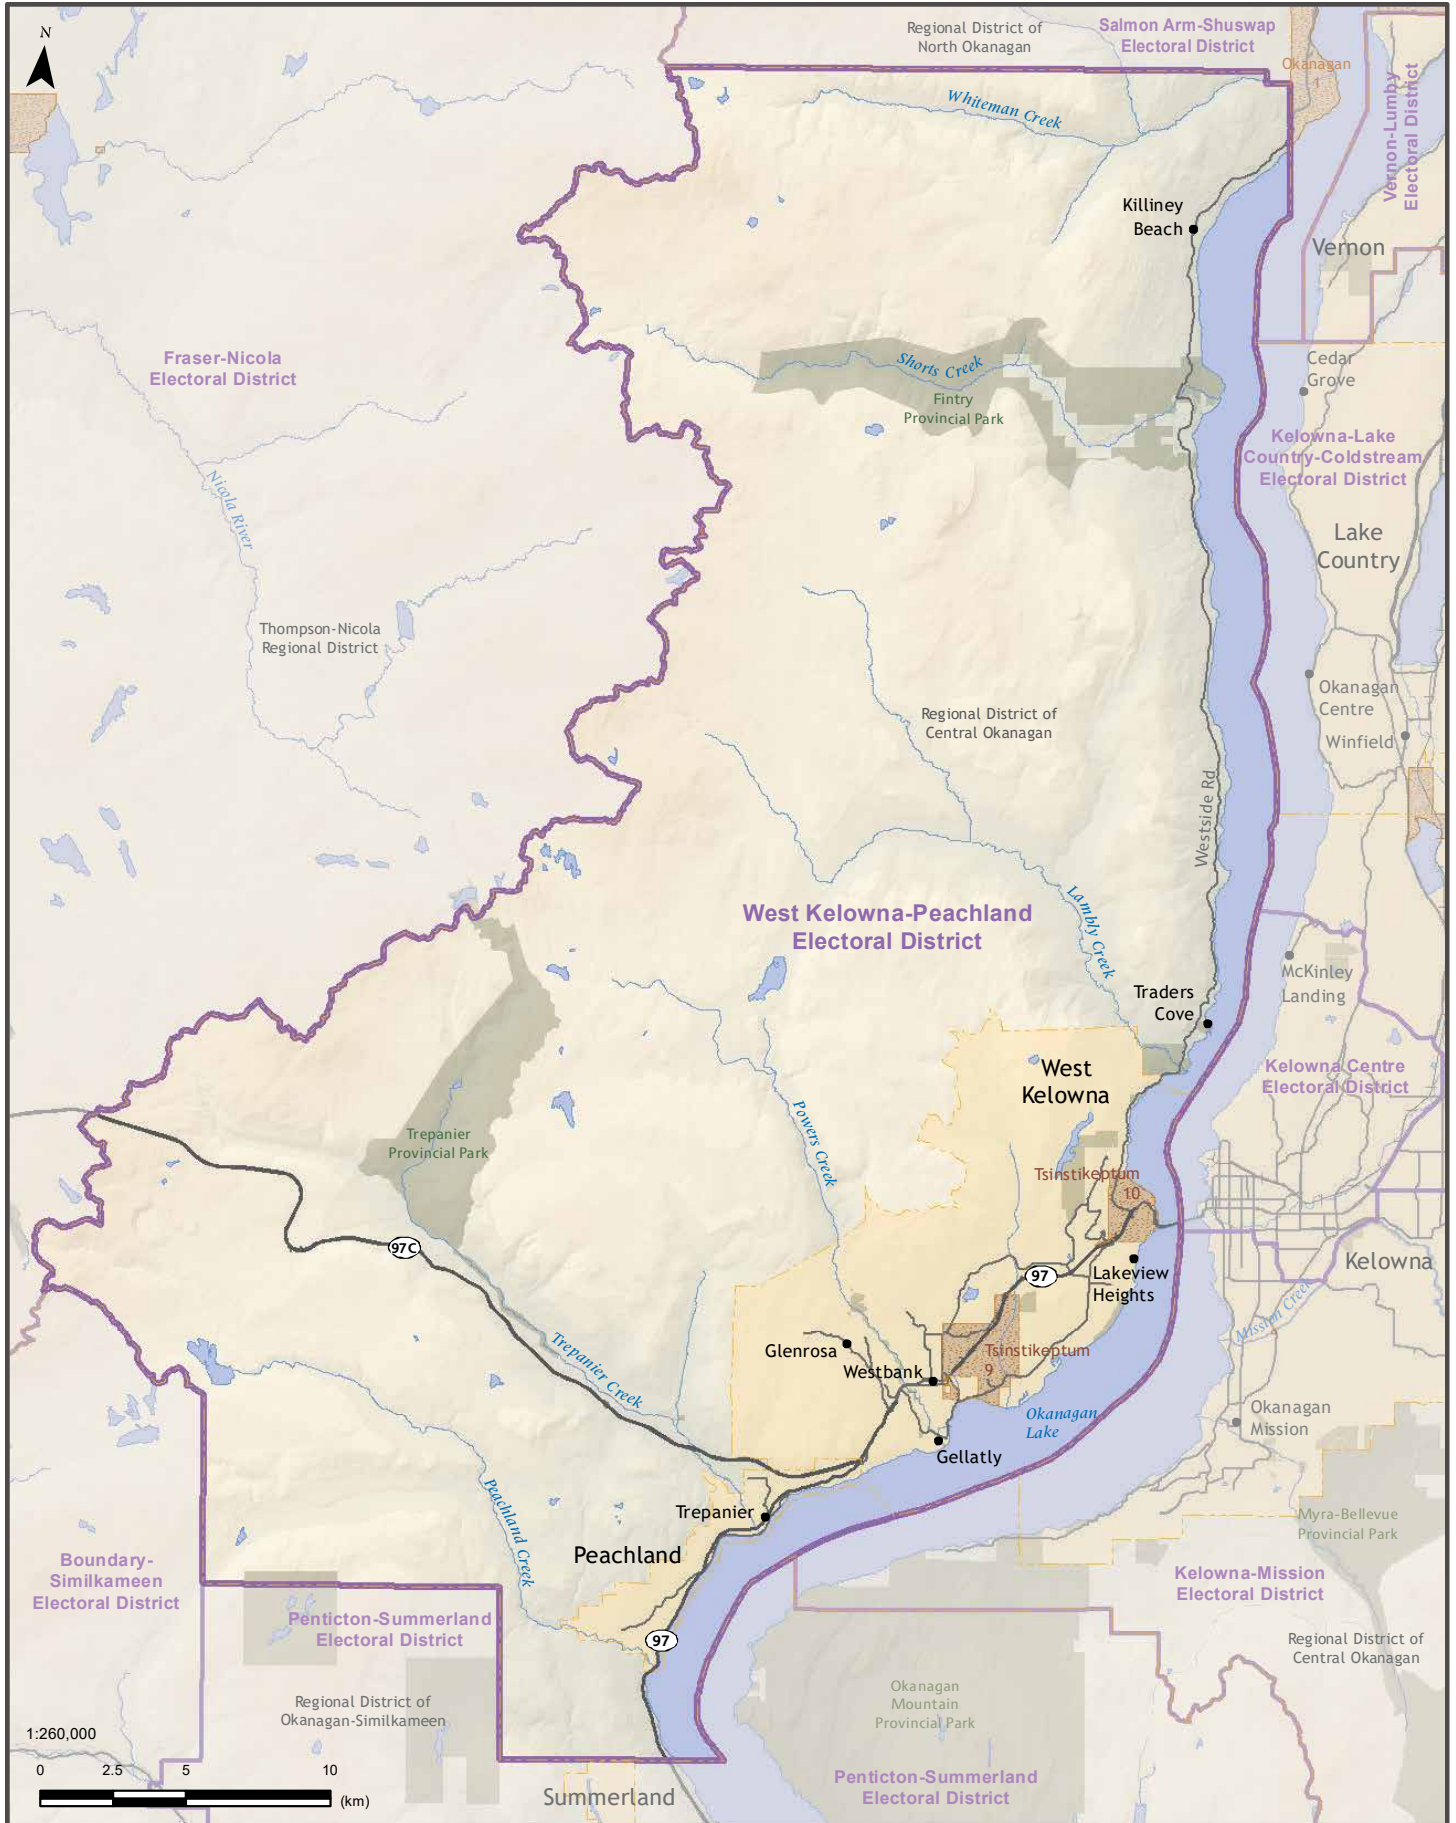 N
Regional District of
North Okanagan
Salmon Arm-Shuswap
Electoral District
Okanagan
1
Vernon-Lumby
Electoral District
Whiteman Creek
Killiney
Beach
Vernon
Fraser-Nicola
Electoral District
Shorts Creek
Fintry
Provincial Park
Cedar
Grove
Kelowna-Lake
Country-Coldstream
Electoral District
Nicola River
Lake
Country
Thompson-Nicola
Regional District
Okanagan
Centre
Winfield
Regional District of
Central Okanagan
Westside Rd
West Kelowna-Peachland
Electoral District
Lambly Creek
McKinley
Landing
Traders
Cove
West
Kelowna
Kelowna Centre
Electoral District
Powers Creek
Trepanier
Provincial Park
Tsinstikeptum
10
97C
97
Lakeview
Heights
Kelowna
Mission Creek
Trepanier Creek
Glenrosa
Westbank
Tsinstikeptum
9
Okanagan
Lake
Okanagan
Mission
Gellatly
Peachland Creek
Trepanier
Peachland
Myra-Bellevue
Provincial Park
Boundary-
Similkameen
Electoral District
Kelowna-Mission
Electoral District
Penticton-Summerland
Electoral District
97
Regional District of
Central Okanagan
Regional District of
Okanagan-Similkameen
Okanagan
Mountain
Provincial Park
1:260,000
0 2.5 5 10
(km)
Summerland
Penticton-Summerland
Electoral District